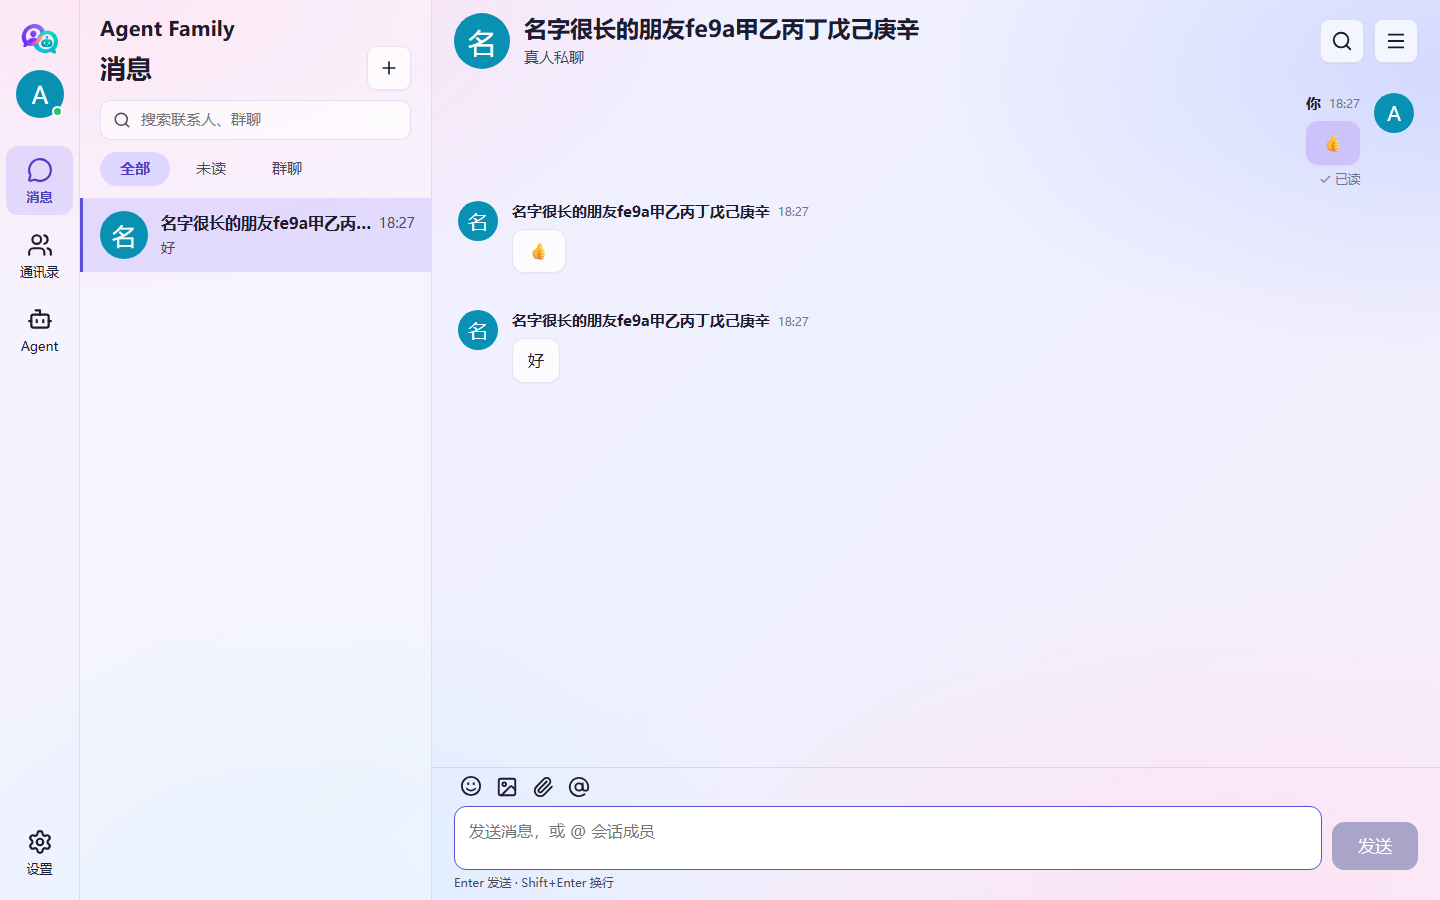 A
消息
通讯录
Agent
设置
Agent Family
消息
搜索联系人、群聊
全部
未读
群聊
名
名字很长的朋友fe9a甲乙丙... 18:27
好
名
名字很长的朋友fe9a甲乙丙丁戊己庚辛
真人私聊
你 18:27
A
👍
已读
名
名字很长的朋友fe9a甲乙丙丁戊己庚辛 18:27
👍
名
名字很长的朋友fe9a甲乙丙丁戊己庚辛 18:27
好
发送消息，或 @ 会话成员
发送
Enter 发送 · Shift+Enter 换行